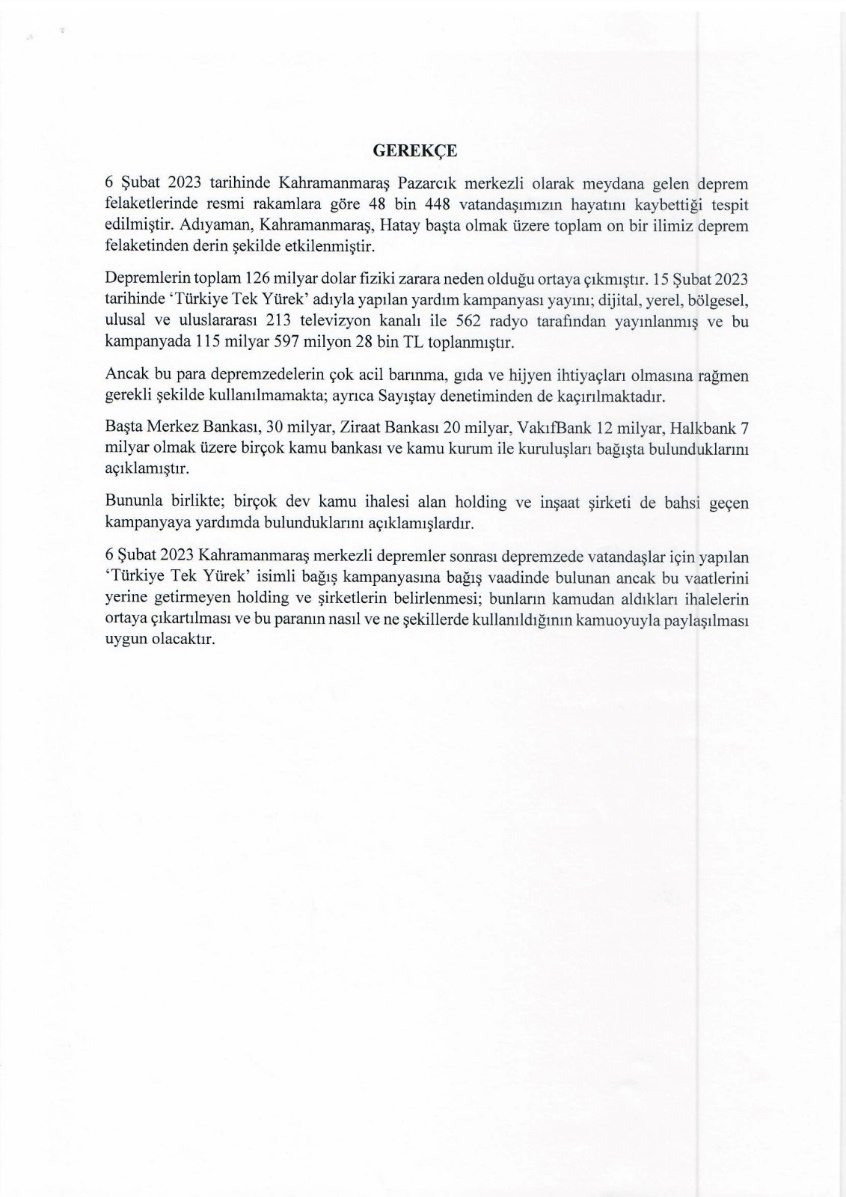 GEREKÇE
6 Şubat 2023 tarihinde Kahramanmaraş Pazarcık merkezli olarak meydana gelen deprem
felaketlerinde resmi rakamlara göre 48 bin 448 vatandaşımızın hayatını kaybettiği tespit
edilmiştir. Adıyaman, Kahramanmaraş, Hatay başta olmak üzere toplam on bir ilimiz deprem
felaketinden derin şekilde etkilenmiştir.
Depremlerin toplam 126 milyar dolar fiziki zarara neden olduğu ortaya çıkmıştır. 15 Şubat 2023
tarihinde ‘Türkiye Tek Yürek’ adıyla yapılan yardım kampanyası yayını; dijital, yerel, bölgesel,
ulusal ve uluslararası 213 televizyon kanalı ile 562 radyo tarafından yayınlanmış ve bu
kampanyada 115 milyar 597 milyon 28 bin TL toplanmıştır.
Ancak bu para depremzedelerin çok acil barınma, gıda ve hijyen ihtiyaçları olmasına rağmen
gerekli şekilde kullanılmamakta; ayrıca Sayıştay denetiminden de kaçırılmaktadır.
Başta Merkez Bankası, 30 milyar, Ziraat Bankası 20 milyar, VakıfBank 12 milyar, Halkbank 7
milyar olmak üzere birçok kamu bankası ve kamu kurum ile kuruluşları bağışta bulunduklarını
açıklamıştır.
Bununla birlikte; birçok dev kamu ihalesi alan holding ve inşaat şirketi de bahsi geçen
kampanyaya yardımda bulunduklarını açıklamışlardır.
6 Şubat 2023 Kahramanmaraş merkezli depremler sonrası depremzede vatandaşlar için yapılan
‘Türkiye Tek Yürek’ isimli bağış kampanyasına bağış vaadinde bulunan ancak bu vaatlerini
yerine getirmeyen holding ve şirketlerin belirlenmesi; bunların kamudan aldıkları ihalelerin
ortaya çıkartılması ve bu paranın nasıl ve ne şekillerde kullanıldığının kamuoyuyla paylaşılması
uygun olacaktır.